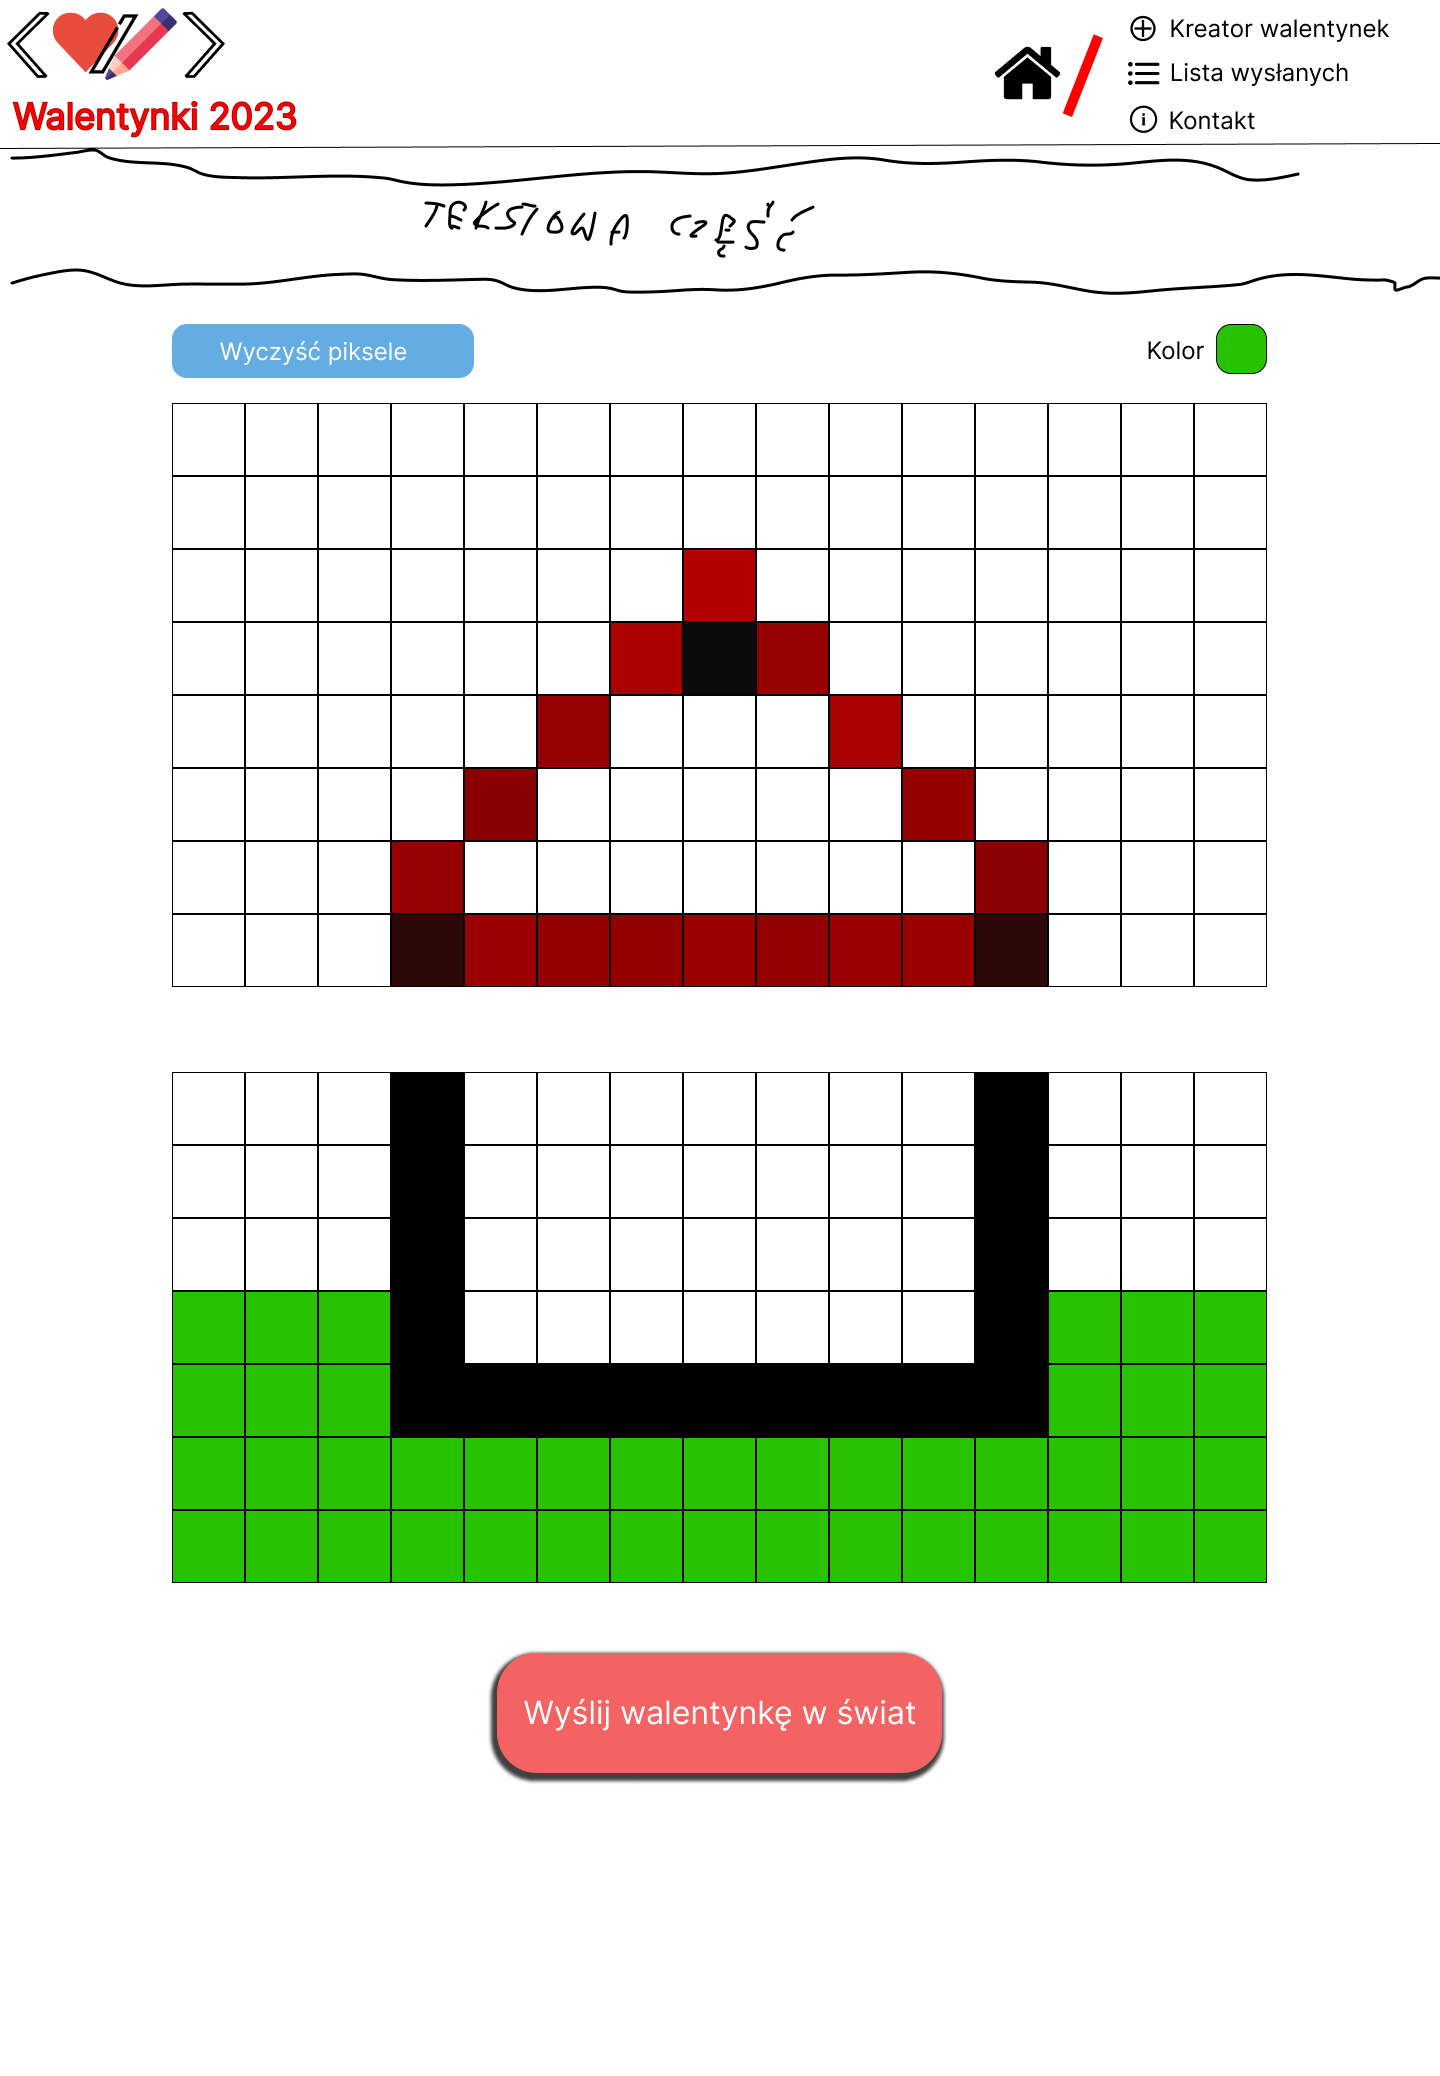 Walentynki 2023
Kreator walentynek
Lista wysłanych
Kontakt
TEKSTOWA CZĘŚĆ
Wyczyść piksele
Kolor
Wyślij walentynkę w świat